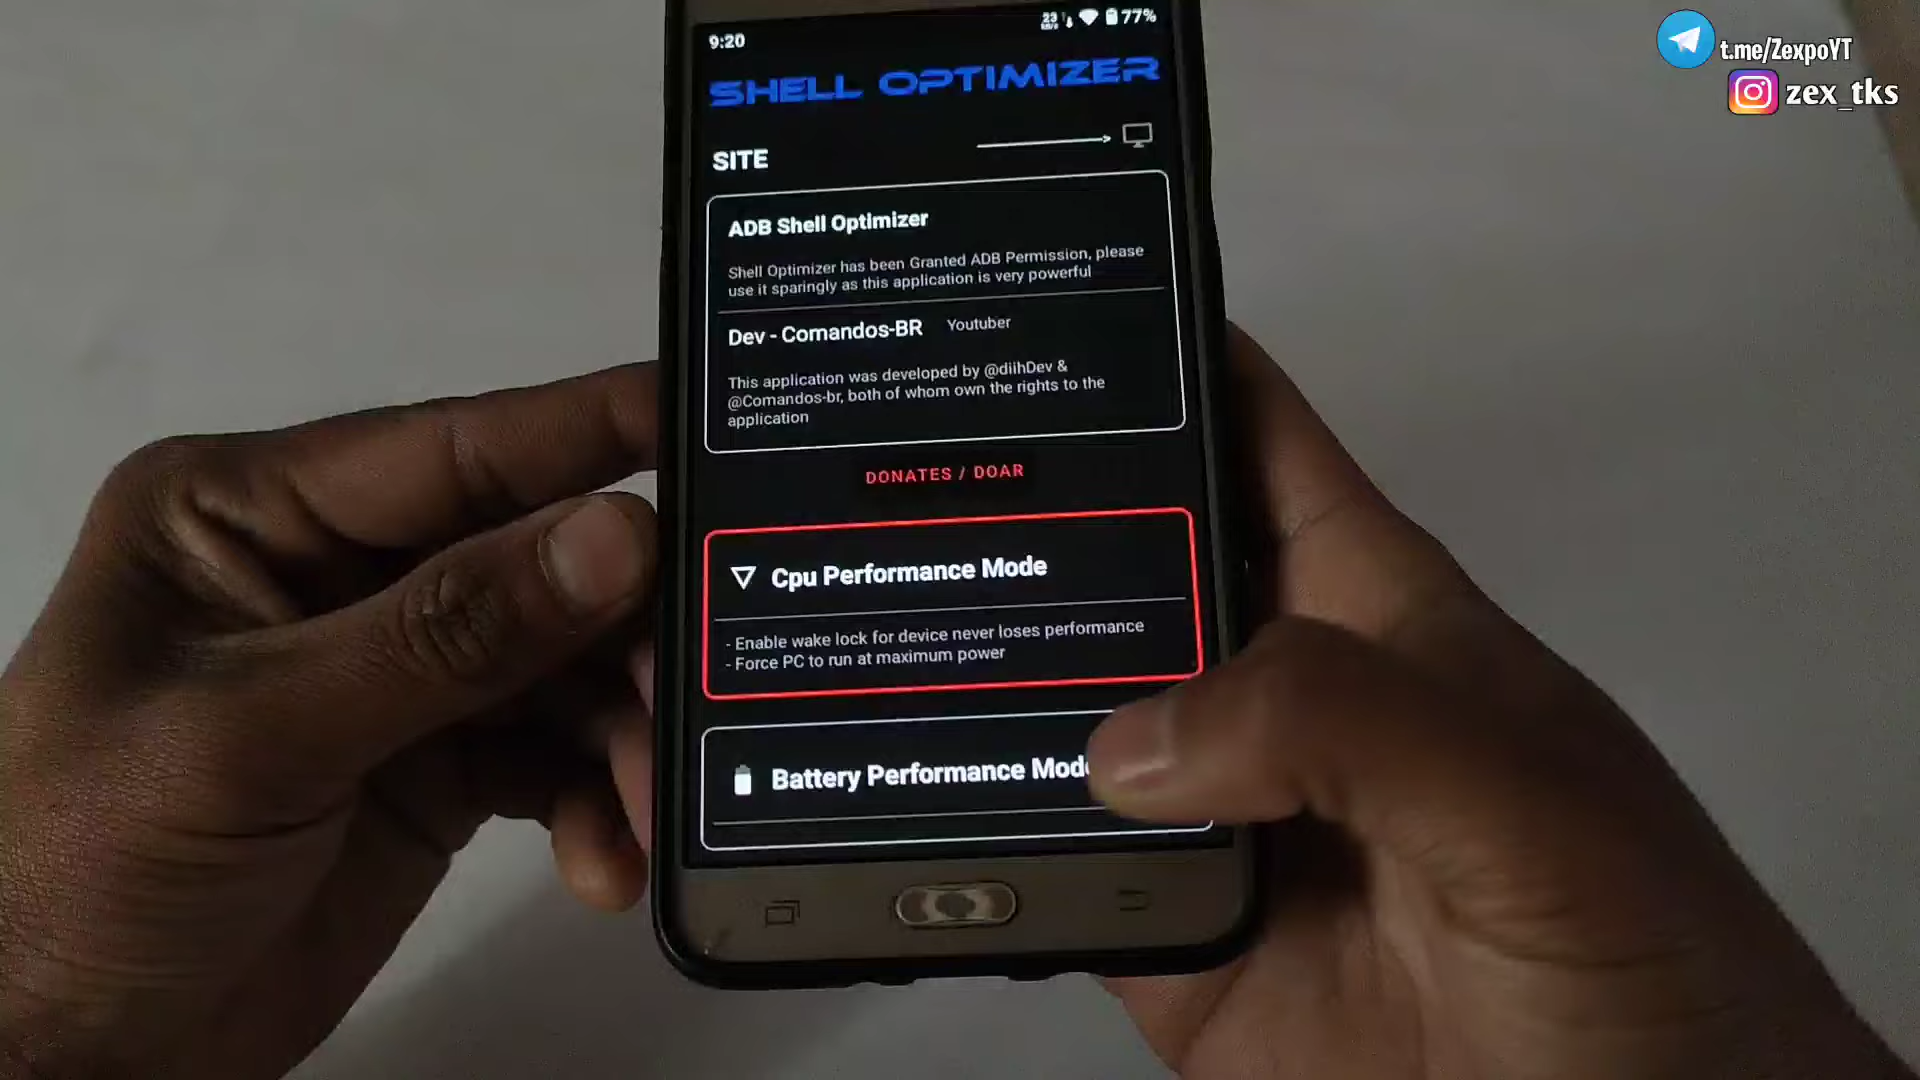 9:20
23
77%
t.me/ZexpoYT
zex_tks
SHELL OPTIMIZER
SITE
ADB Shell Optimizer
Shell Optimizer has been Granted ADB Permission, please
use it sparingly as this application is very powerful
Dev - Comandos-BR Youtuber
This application was developed by @diihDev &
@Comandos-br, both of whom own the rights to the
application
DONATES / DOAR
Cpu Performance Mode
- Enable wake lock for device never loses performance
- Force PC to run at maximum power
Battery Performance Mode